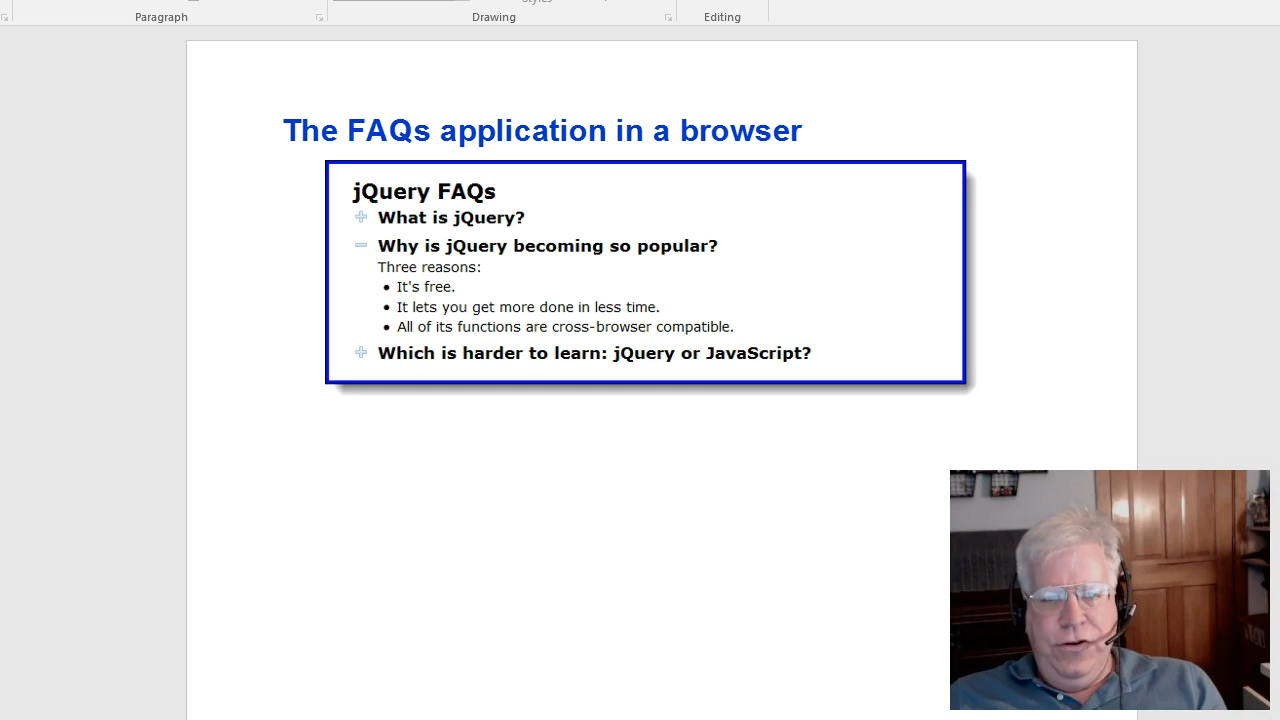 Styles
Paragraph
Drawing
Editing
The FAQs application in a browser
jQuery FAQs
What is jQuery?
Why is jQuery becoming so popular?
Three reasons:
• It's free.
• It lets you get more done in less time.
• All of its functions are cross-browser compatible.
Which is harder to learn: jQuery or JavaScript?